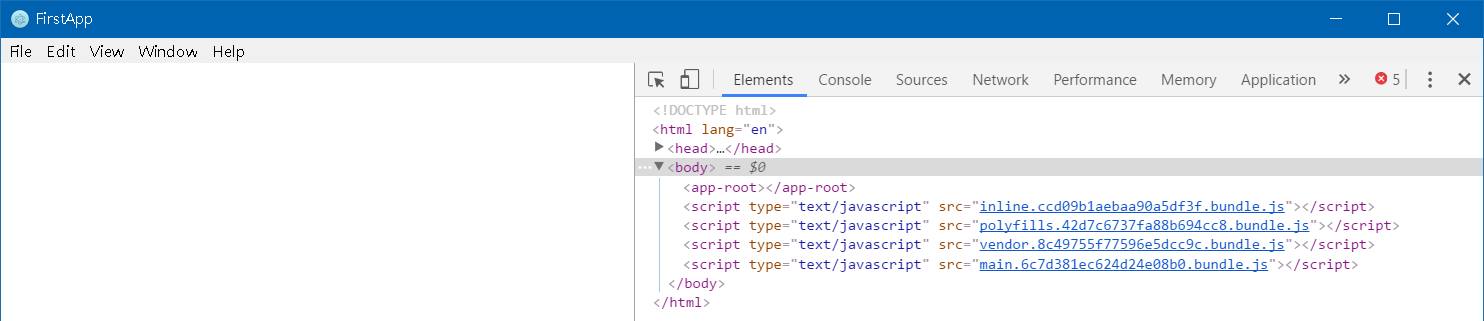 FirstApp
File Edit View Window Help
Elements Console Sources Network Performance Memory Application » 5
<!DOCTYPE html>
<html lang="en">
<head>…</head>
<body> == $0
<app-root></app-root>
<script type="text/javascript" src="inline.ccd09b1aebaa90a5df3f.bundle.js"></script>
<script type="text/javascript" src="polyfills.42d7c6737fa88b694cc8.bundle.js"></script>
<script type="text/javascript" src="vendor.8c49755f77596e5dcc9c.bundle.js"></script>
<script type="text/javascript" src="main.6c7d381ec624d24e08b0.bundle.js"></script>
</body>
</html>